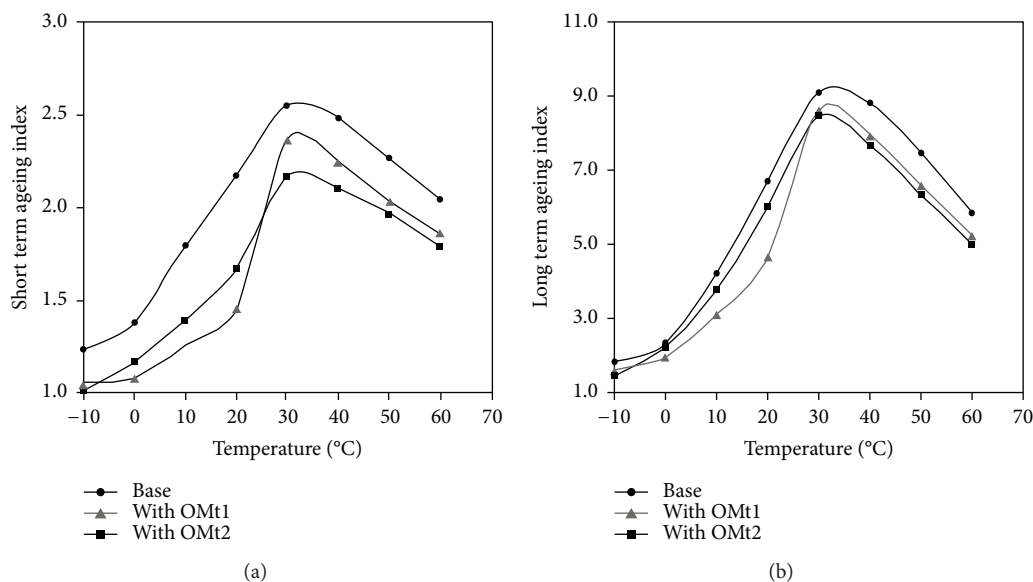 3.0
2.5
2.0
1.5
1.0
Short term ageing index
−10 0 10 20 30 40 50 60 70
Temperature (°C)
Base
With OMt1
With OMt2
(a)
11.0
9.0
7.0
5.0
3.0
1.0
Long term ageing index
−10 0 10 20 30 40 50 60 70
Temperature (°C)
Base
With OMt1
With OMt2
(b)